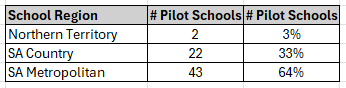 School Region # Pilot Schools # Pilot Schools
Northern Territory 2 3%
SA Country 22 33%
SA Metropolitan 43 64%